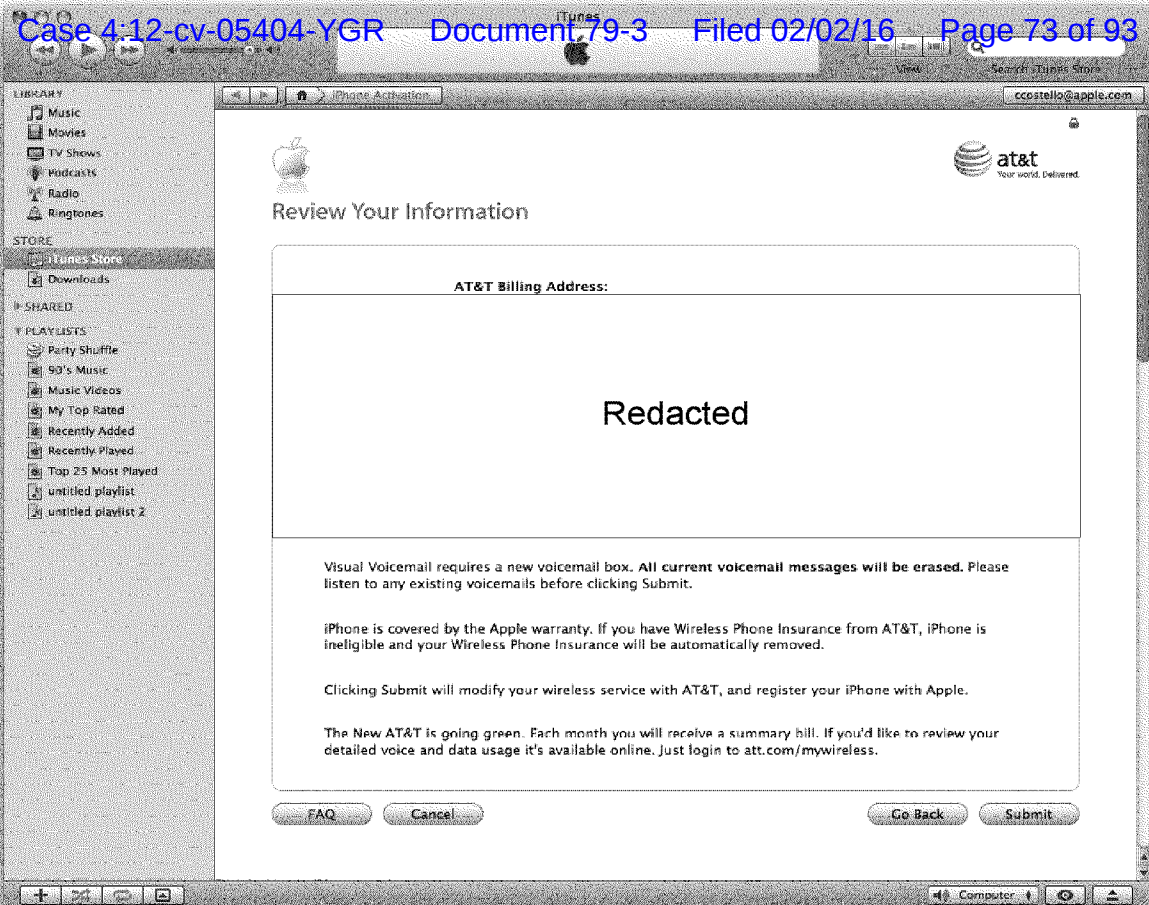 iTunes
Case 4:12-cv-05404-YGR Document 79-3 Filed 02/02/16 Page 73 of 93
View
Search iTunes Store
LIBRARY
Music
Movies
TV Shows
Podcasts
Radio
Ringtones
STORE
iTunes Store
Downloads
SHARED
PLAYLISTS
Party Shuffle
90's Music
Music Videos
My Top Rated
Recently Added
Recently Played
Top 25 Most Played
untitled playlist
untitled playlist 2
iPhone Activation
ccostello@apple.com
at&t
Your world. Delivered.
Review Your Information
AT&T Billing Address:
Redacted
Visual Voicemail requires a new voicemail box. All current voicemail messages will be erased. Please
listen to any existing voicemails before clicking Submit.
iPhone is covered by the Apple warranty. If you have Wireless Phone Insurance from AT&T, iPhone is
ineligible and your Wireless Phone Insurance will be automatically removed.
Clicking Submit will modify your wireless service with AT&T, and register your iPhone with Apple.
The New AT&T is going green. Each month you will receive a summary bill. If you'd like to review your
detailed voice and data usage it's available online. Just login to att.com/mywireless.
FAQ
Cancel
Go Back
Submit
Computer